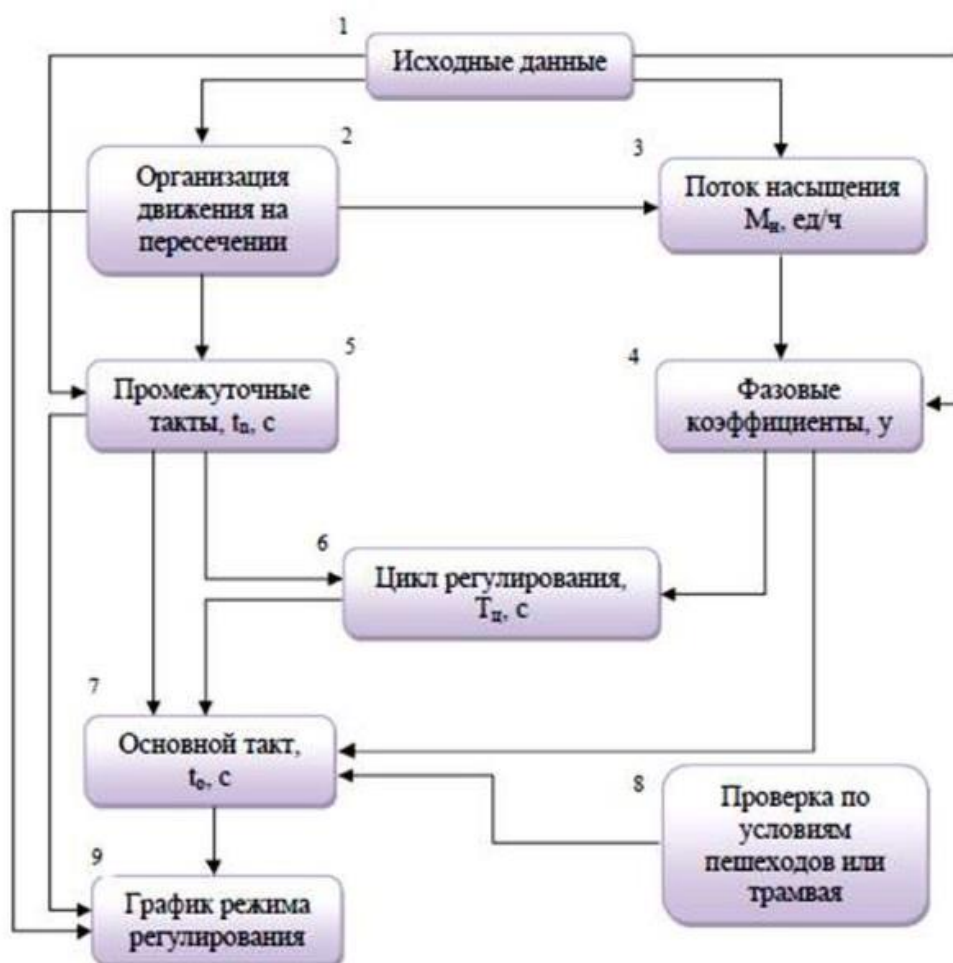 1
Исходные данные
2
Организация
движения на
пересечении
3
Поток насыщения
Mн, ед/ч
5
Промежуточные
такты, tп, с
4
Фазовые
коэффициенты, y
6
Цикл регулирования,
Tц, с
7
Основной такт,
tо, с
8
Проверка по
условиям
пешеходов или
трамвая
9
График режима
регулирования